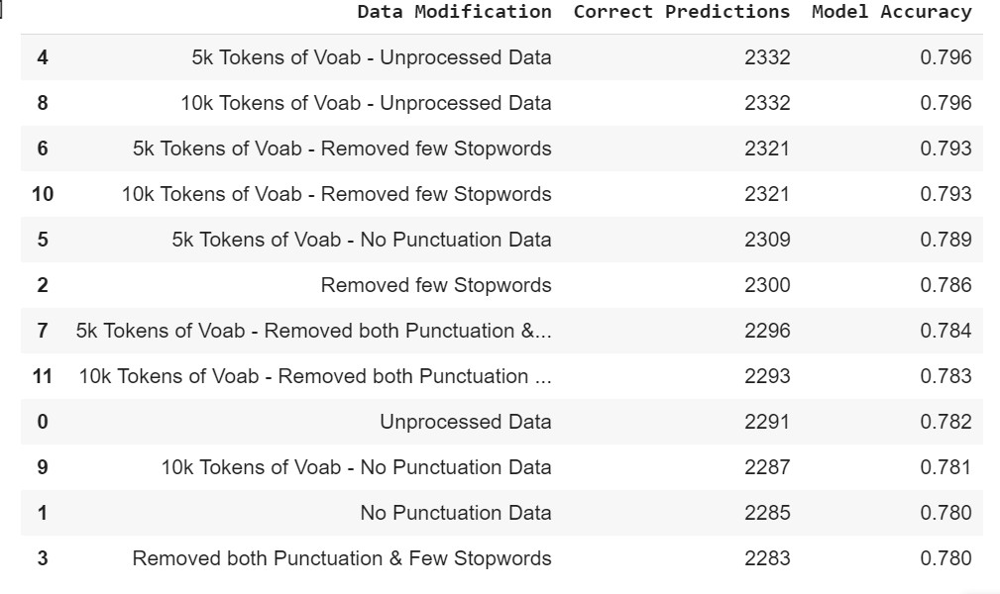 Data Modification Correct Predictions Model Accuracy
4 5k Tokens of Voab - Unprocessed Data 2332 0.796
8 10k Tokens of Voab - Unprocessed Data 2332 0.796
6 5k Tokens of Voab - Removed few Stopwords 2321 0.793
10 10k Tokens of Voab - Removed few Stopwords 2321 0.793
5 5k Tokens of Voab - No Punctuation Data 2309 0.789
2 Removed few Stopwords 2300 0.786
7 5k Tokens of Voab - Removed both Punctuation &... 2296 0.784
11 10k Tokens of Voab - Removed both Punctuation ... 2293 0.783
0 Unprocessed Data 2291 0.782
9 10k Tokens of Voab - No Punctuation Data 2287 0.781
1 No Punctuation Data 2285 0.780
3 Removed both Punctuation & Few Stopwords 2283 0.780